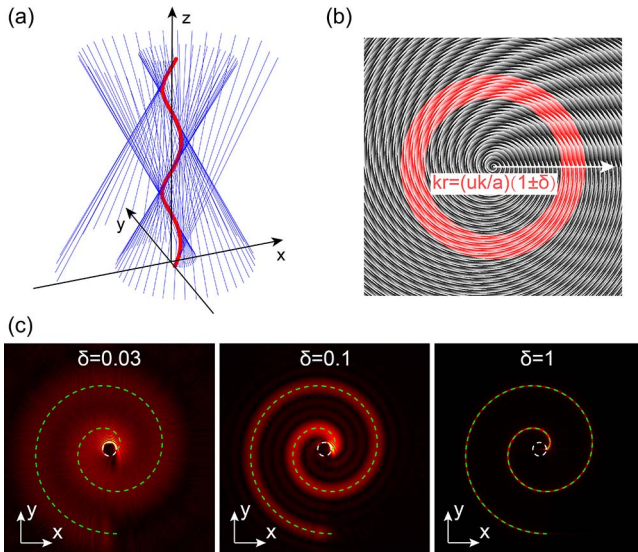 (a)
z
y
x
(b)
kr=(uk/a)(1±δ)
(c)
δ=0.03
δ=0.1
δ=1
y
x
y
x
y
x